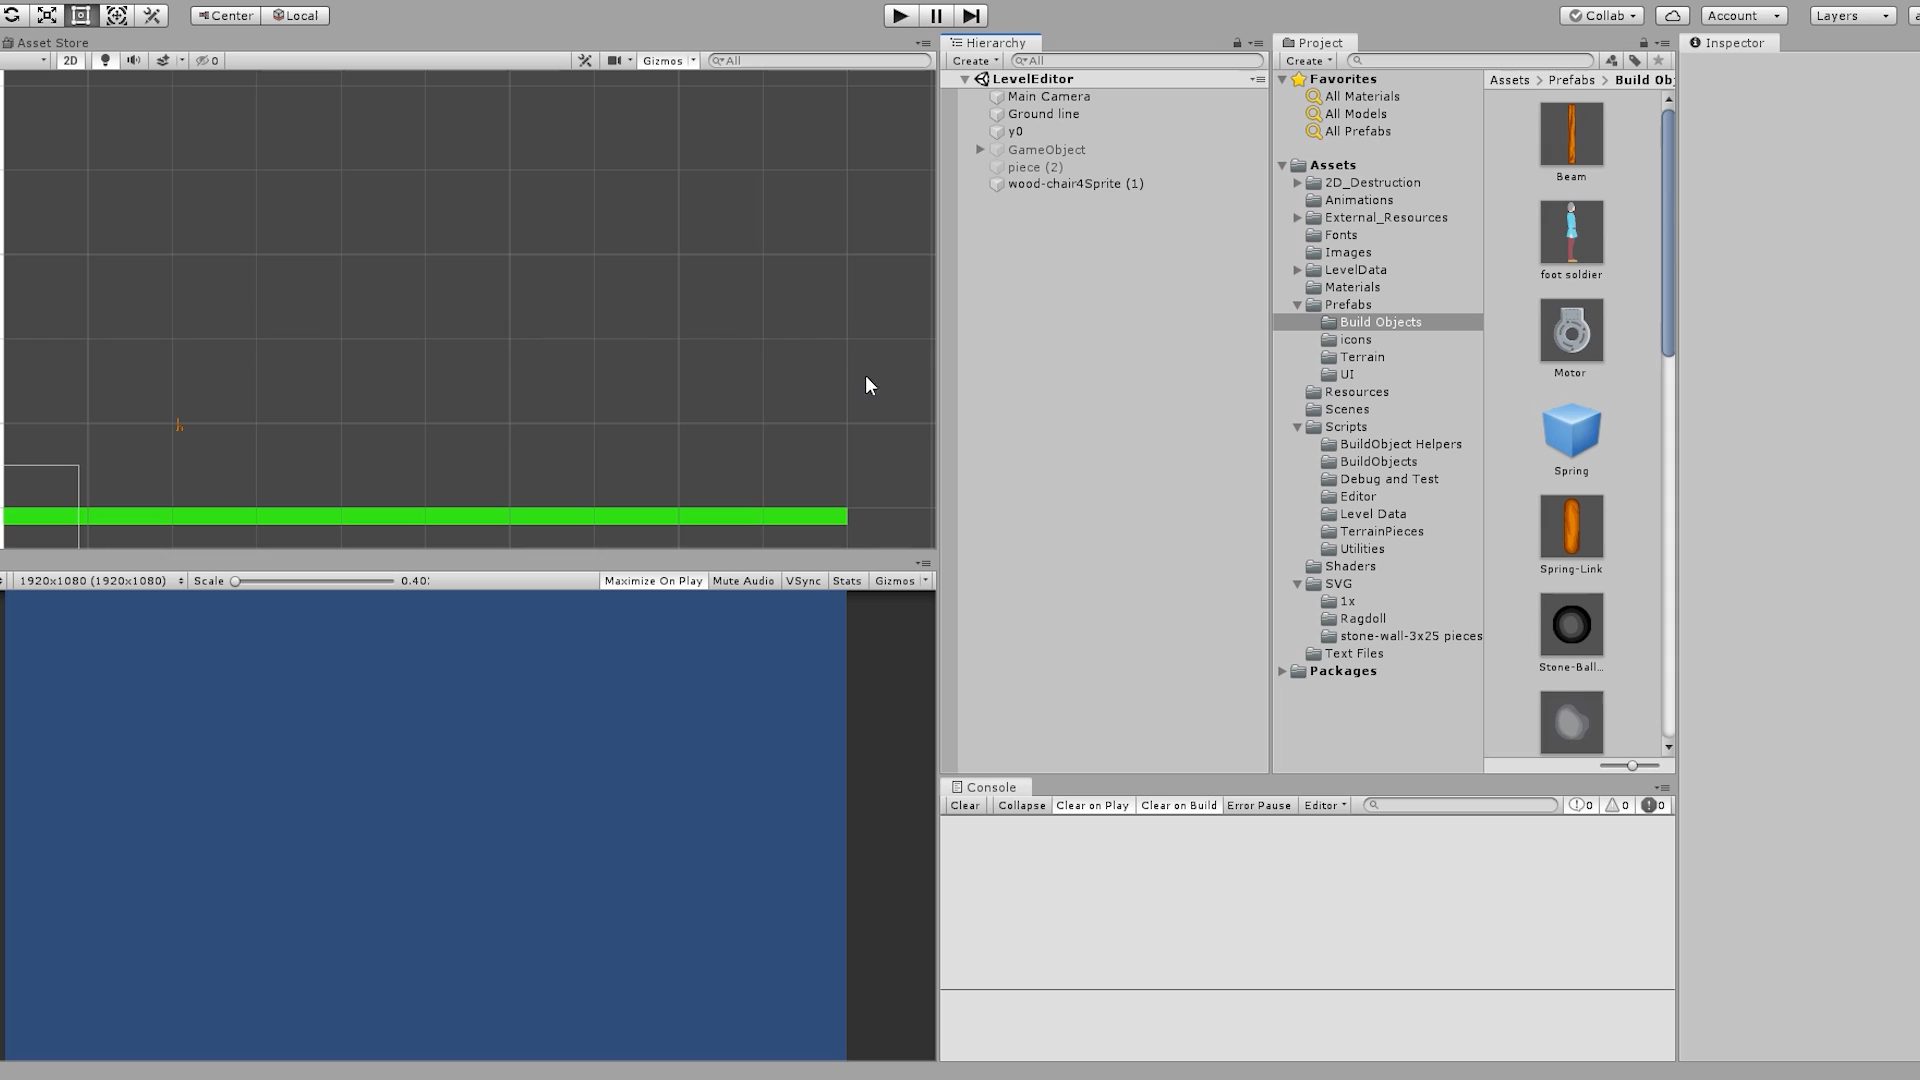 Center Local
Collab Account Layers
Asset Store
2D 0 Gizmos All
Hierarchy
Create All
LevelEditor
Main Camera
Ground line
y0
GameObject
piece (2)
wood-chair4Sprite (1)
Project
Create
Favorites
All Materials
All Models
All Prefabs
Assets
2D_Destruction
Animations
External_Resources
Fonts
Images
LevelData
Materials
Prefabs
Build Objects
icons
Terrain
UI
Resources
Scenes
Scripts
BuildObject Helpers
BuildObjects
Debug and Test
Editor
Level Data
TerrainPieces
Utilities
Shaders
SVG
1x
Ragdoll
stone-wall-3x25 pieces
Text Files
Packages
Assets > Prefabs > Build Ob
Beam
foot soldier
Motor
Spring
Spring-Link
Stone-Ball...
Inspector
1920x1080 (1920x1080) Scale 0.40 Maximize On Play Mute Audio VSync Stats Gizmos
Console
Clear Collapse Clear on Play Clear on Build Error Pause Editor 0 0 0